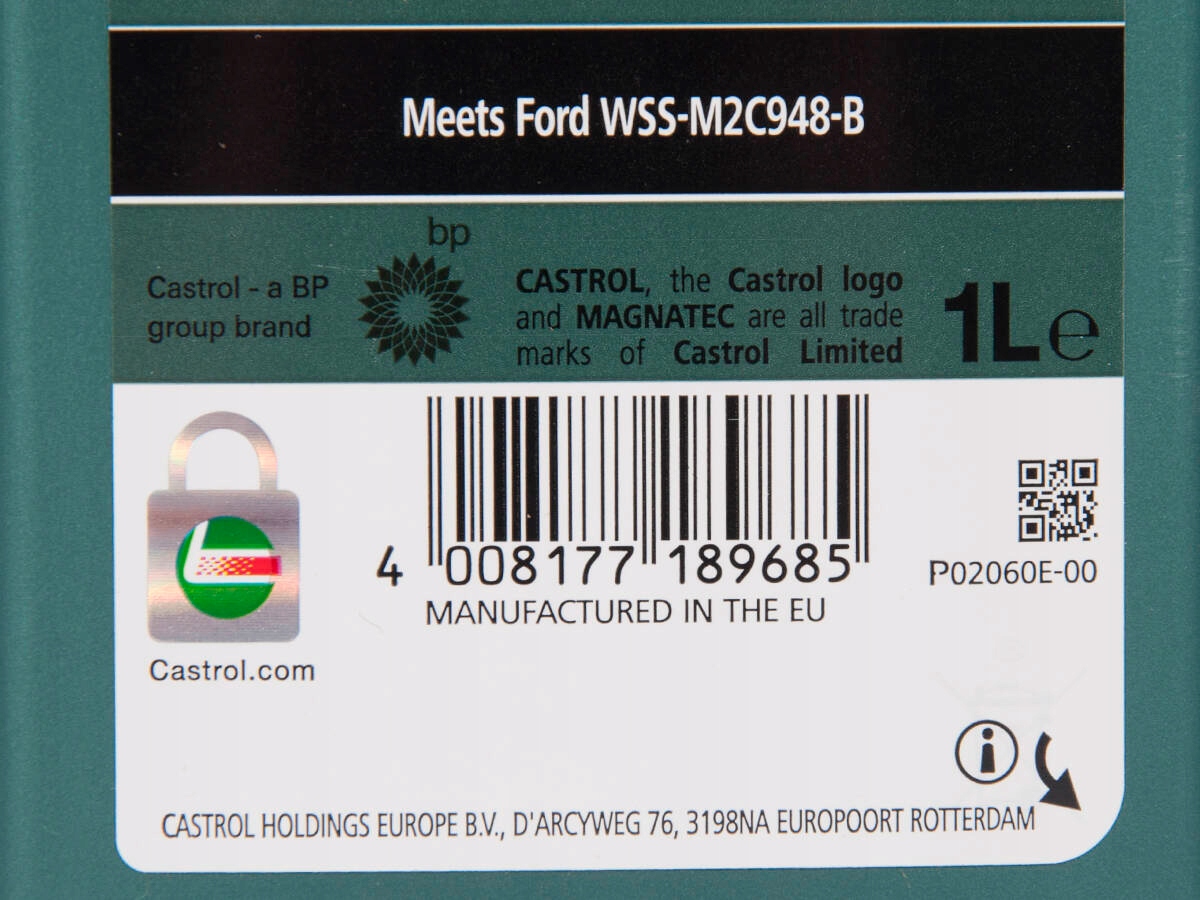 Meets Ford WSS-M2C948-B
bp
Castrol - a BP
group brand
CASTROL, the Castrol logo
and MAGNATEC are all trade
marks of Castrol Limited
1L e
4 008177 189685
MANUFACTURED IN THE EU
P02060E-00
Castrol.com
i
CASTROL HOLDINGS EUROPE B.V., D'ARCYWEG 76, 3198NA EUROPOORT ROTTERDAM